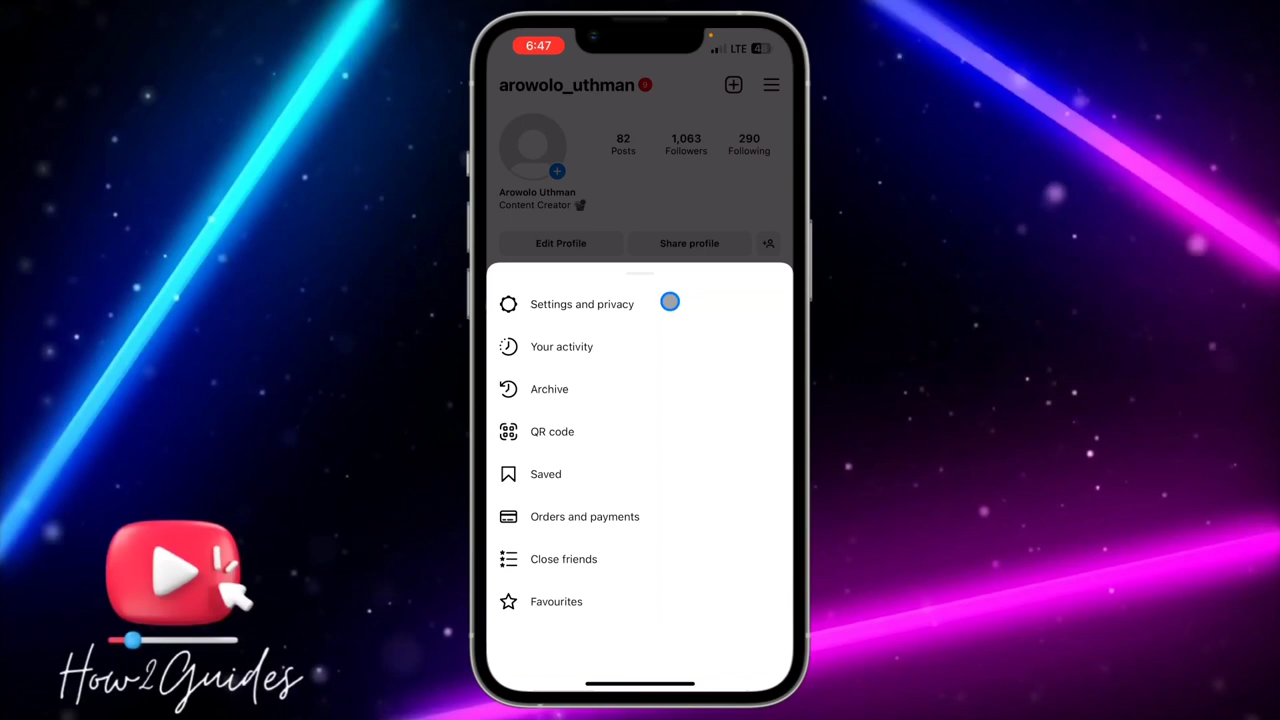 6:47
LTE
arowolo_uthman
82
1,063
290
Posts
Followers
Following
Arowolo Uthman
Content Creator
Edit Profile
Share profile
Settings and privacy
Your activity
Archive
QR code
Saved
Orders and payments
Close friends
Favourites
How2Guides